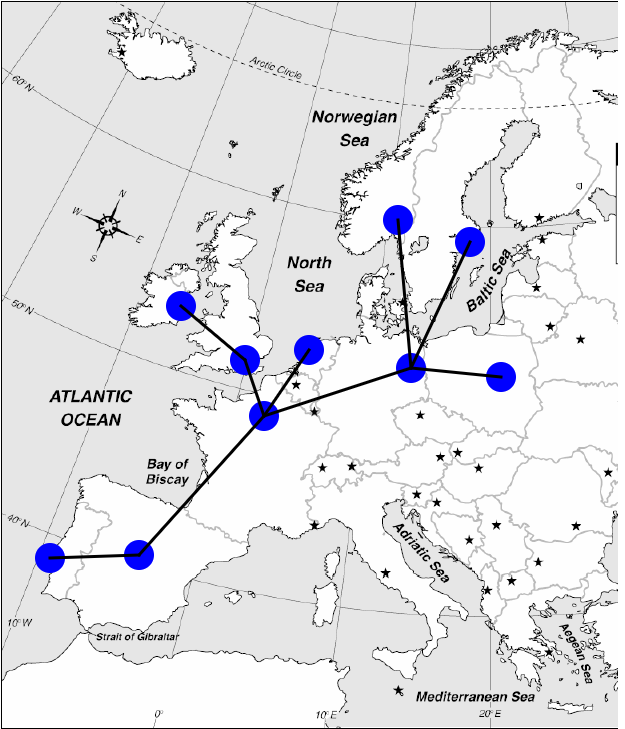 Arctic Circle
60°N
Norwegian
Sea
N
W
E
S
North
Sea
Baltic Sea
50°N
ATLANTIC
OCEAN
Bay of
Biscay
40°N
Adriatic Sea
10°W
Strait of Gibraltar
Aegean Sea
Mediterranean Sea
0°
10°E
20°E